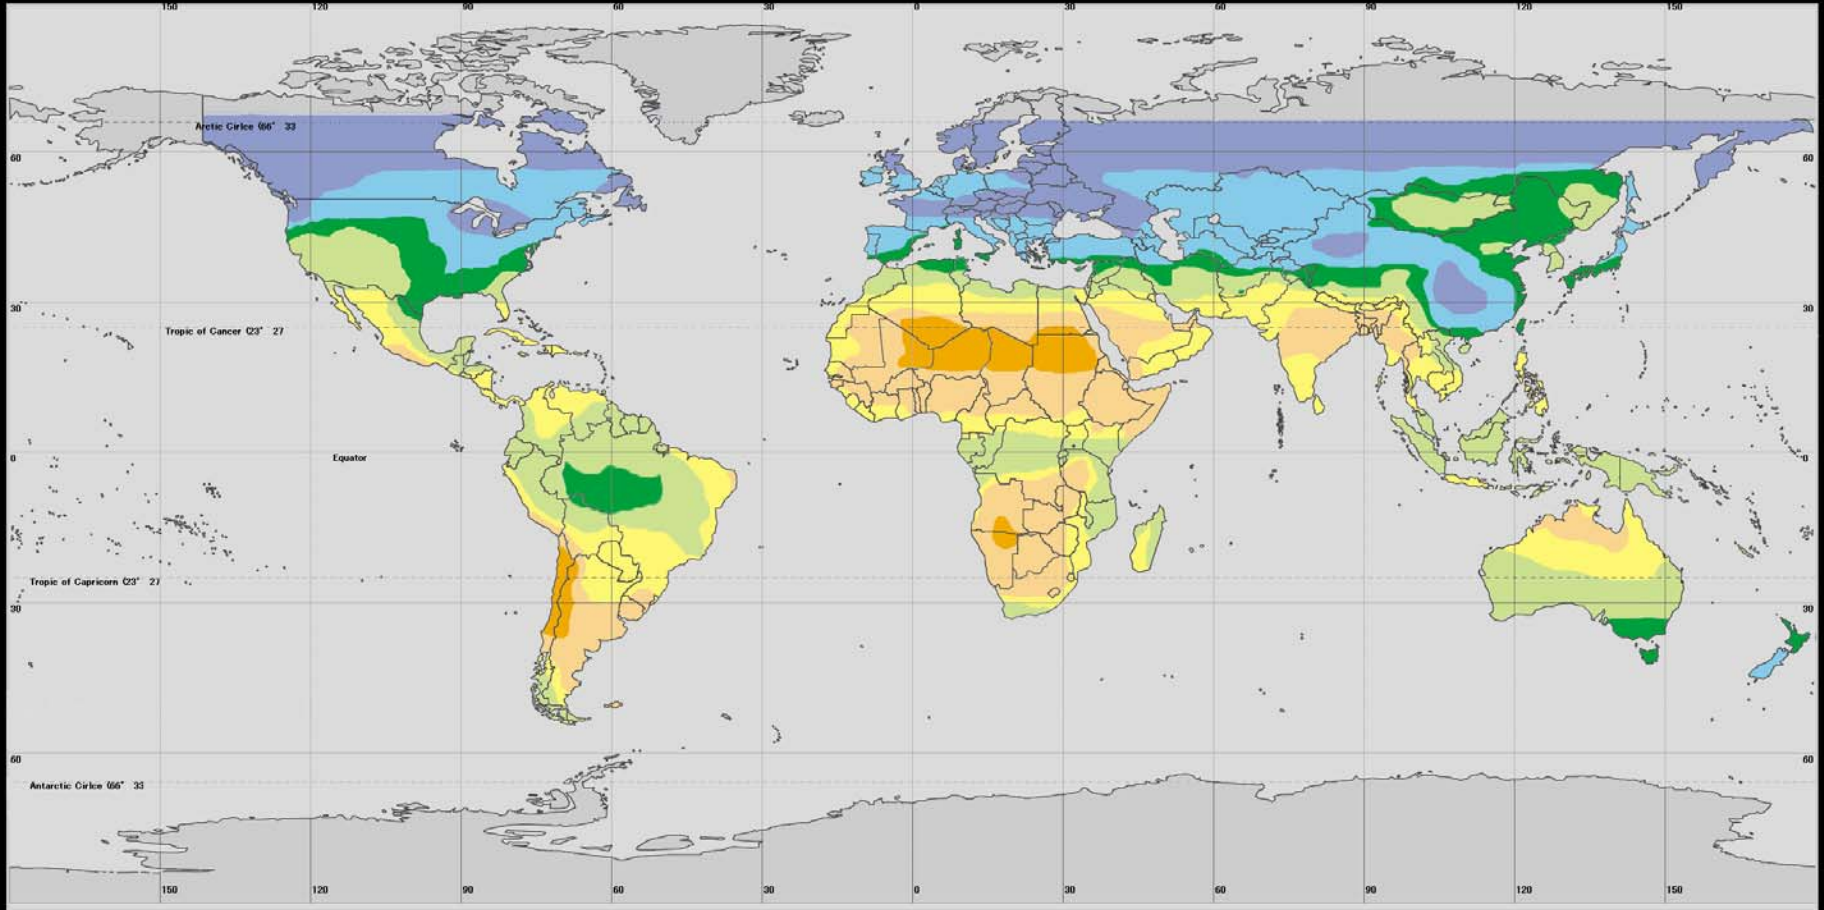 150 120 90 60 30 0 30 60 90 120 150
Arctic Cirlce (66° 33
60 60
30 30
Tropic of Cancer (23° 27
0 Equator 0
Tropic of Capricorn (23° 27
30 30
60 60
Antarctic Cirlce (66° 33
150 120 90 60 30 0 30 60 90 120 150